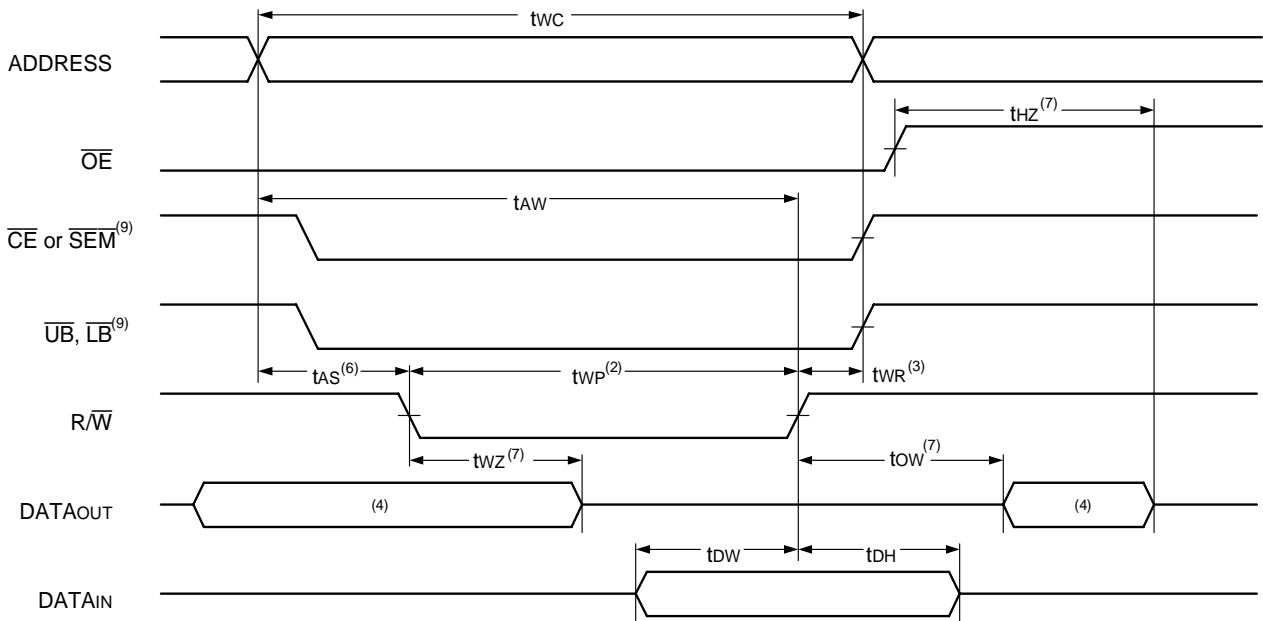 tWC
ADDRESS
tHZ(7)
OE
tAW
CE or SEM(9)
UB, LB(9)
tAS(6)
tWP(2)
tWR(3)
R/W
tWZ(7)
tOW(7)
DATAOUT
(4)
(4)
tDW
tDH
DATAIN